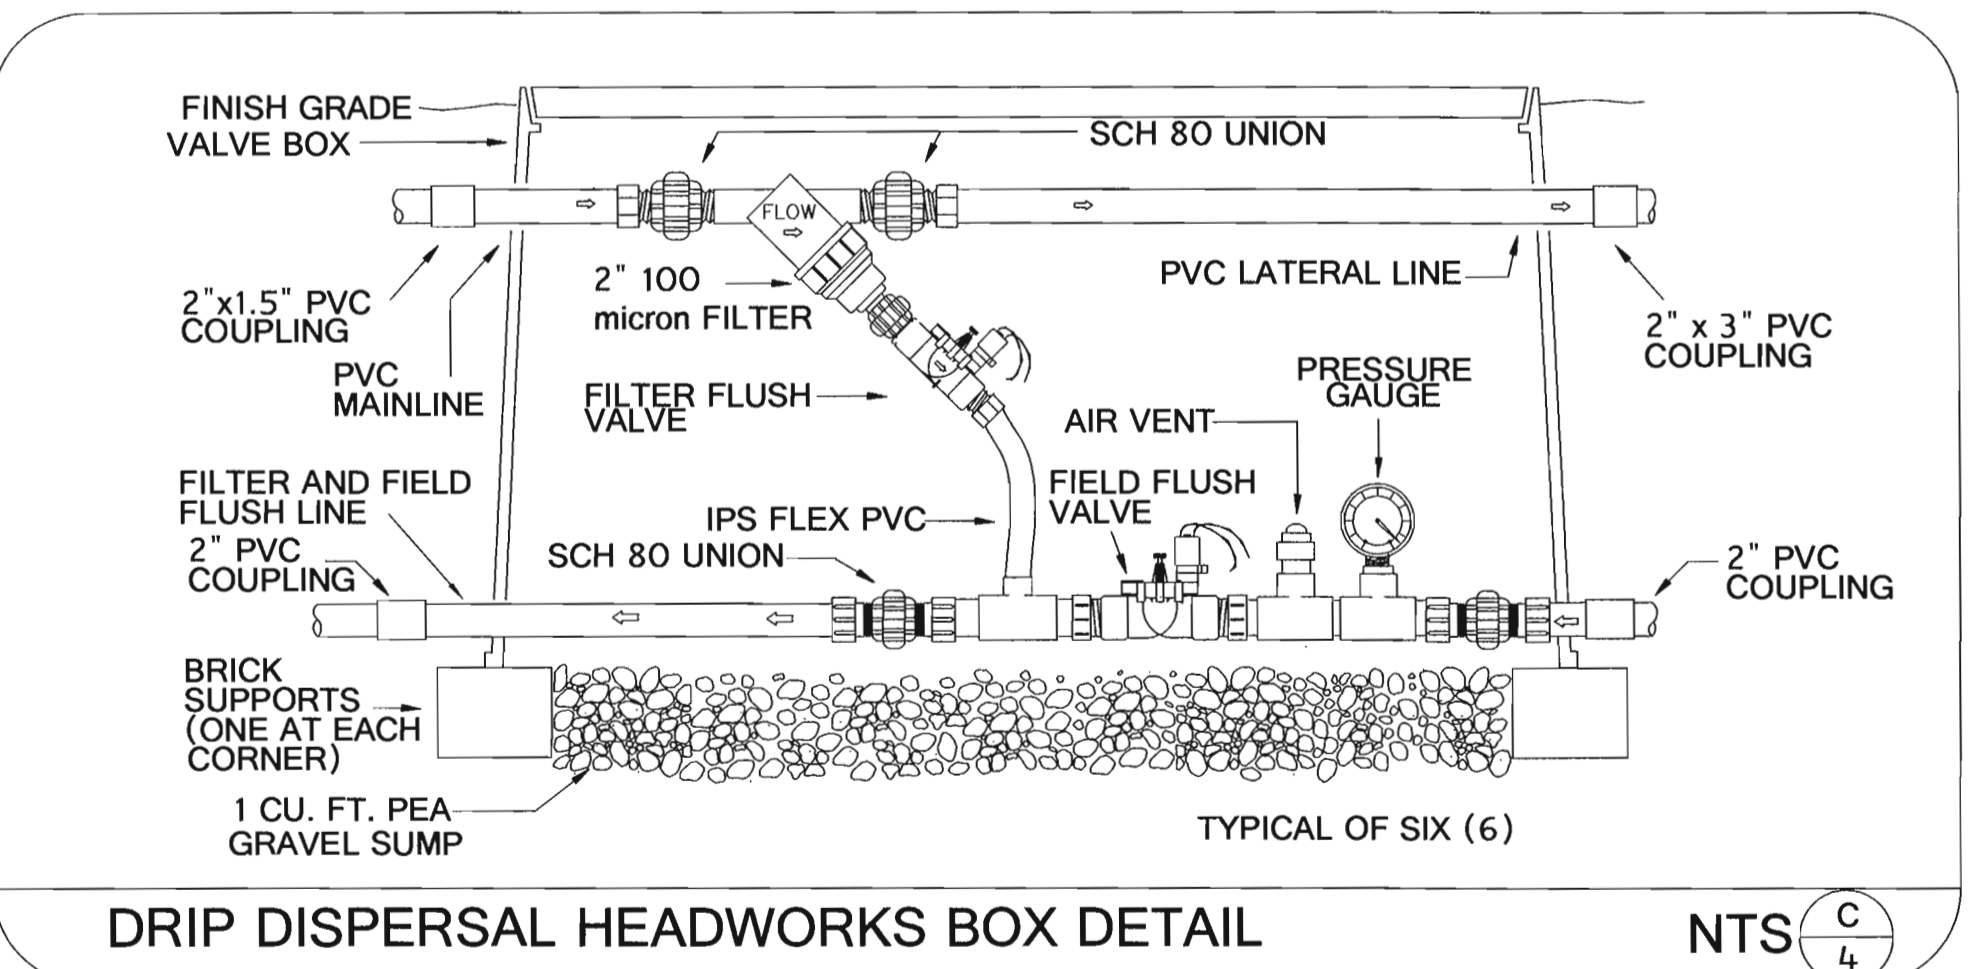 FINISH GRADE
VALVE BOX
SCH 80 UNION
FLOW
2" 100
micron FILTER
PVC LATERAL LINE
2"x1.5" PVC
COUPLING
PVC
MAINLINE
2" x 3" PVC
COUPLING
FILTER FLUSH
VALVE
PRESSURE
GAUGE
AIR VENT
FILTER AND FIELD
FLUSH LINE
FIELD FLUSH
VALVE
IPS FLEX PVC
SCH 80 UNION
2" PVC
COUPLING
2" PVC
COUPLING
BRICK
SUPPORTS
(ONE AT EACH
CORNER)
1 CU. FT. PEA
GRAVEL SUMP
TYPICAL OF SIX (6)
DRIP DISPERSAL HEADWORKS BOX DETAIL
NTS
C
4